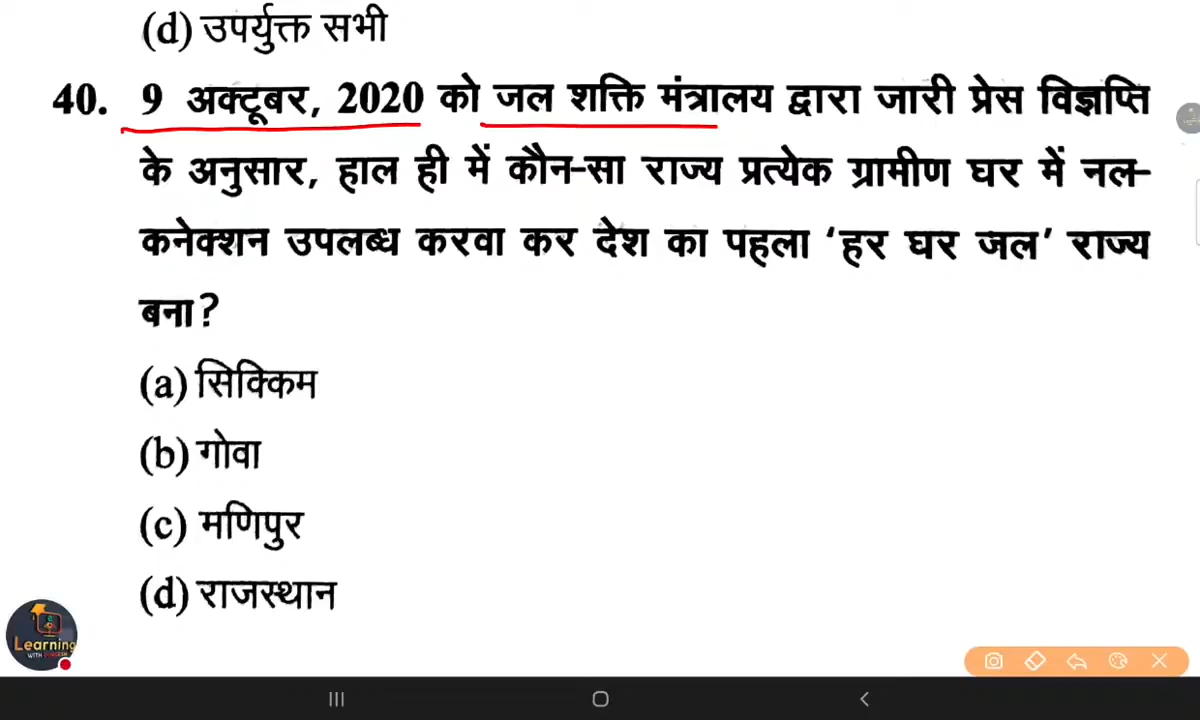 (d) उपर्युक्त सभी
40. 9 अक्टूबर, 2020 को जल शक्ति मंत्रालय द्वारा जारी प्रेस विज्ञप्ति
के अनुसार, हाल ही में कौन-सा राज्य प्रत्येक ग्रामीण घर में नल-
कनेक्शन उपलब्ध करवा कर देश का पहला ‘हर घर जल’ राज्य
बना?
(a) सिक्किम
(b) गोवा
(c) मणिपुर
(d) राजस्थान
Learning